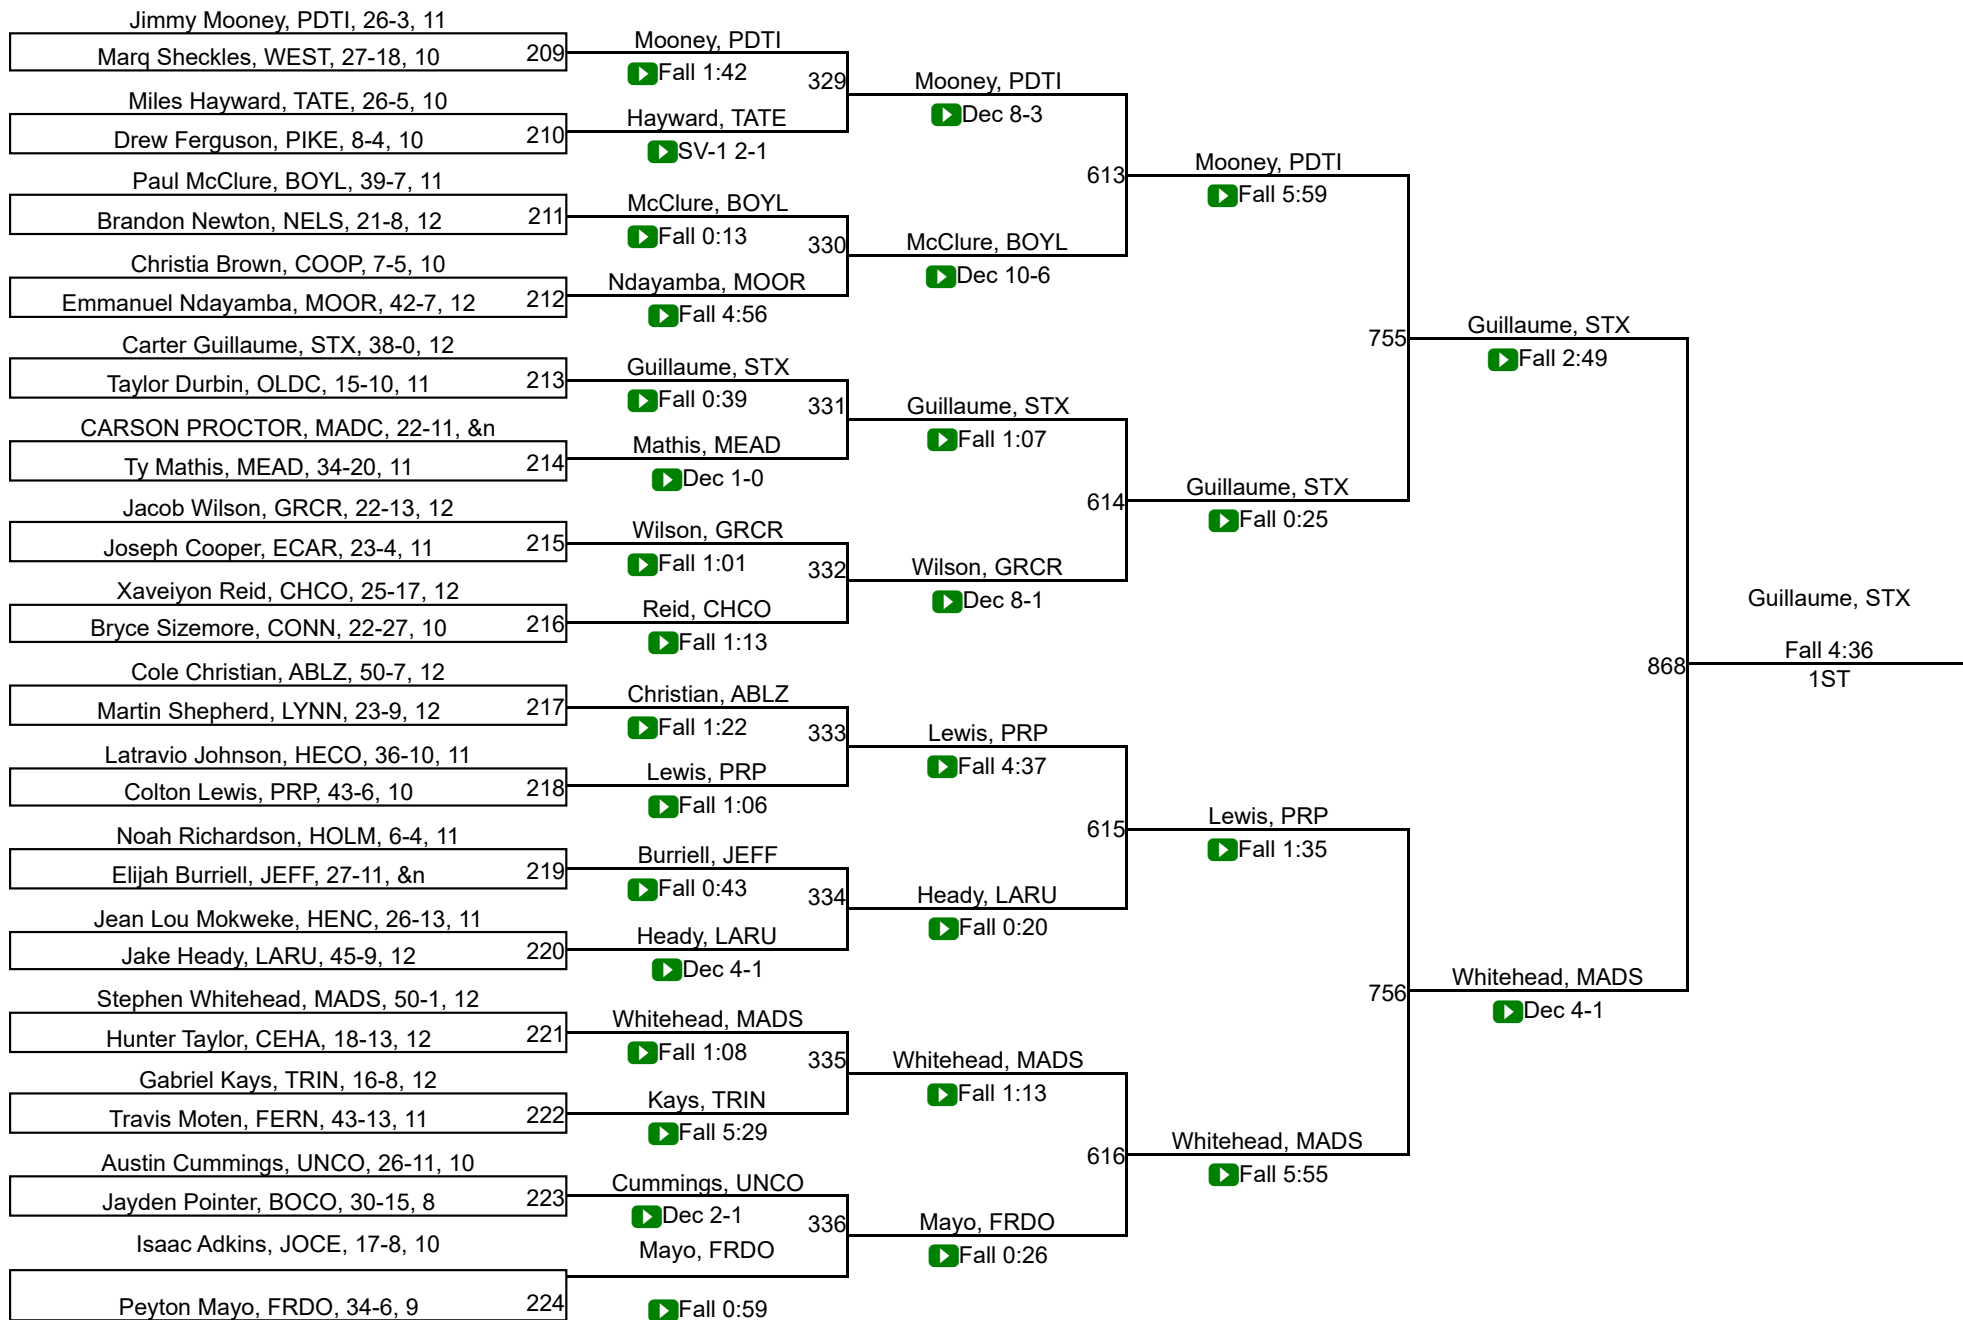 Jimmy Mooney, PDTI, 26-3, 11
Marq Sheckles, WEST, 27-18, 10
209
Miles Hayward, TATE, 26-5, 10
Drew Ferguson, PIKE, 8-4, 10
210
Paul McClure, BOYL, 39-7, 11
Brandon Newton, NELS, 21-8, 12
211
Christia Brown, COOP, 7-5, 10
Emmanuel Ndayamba, MOOR, 42-7, 12
212
Carter Guillaume, STX, 38-0, 12
Taylor Durbin, OLDC, 15-10, 11
213
CARSON PROCTOR, MADC, 22-11, &n
Ty Mathis, MEAD, 34-20, 11
214
Jacob Wilson, GRCR, 22-13, 12
Joseph Cooper, ECAR, 23-4, 11
215
Xaveiyon Reid, CHCO, 25-17, 12
Bryce Sizemore, CONN, 22-27, 10
216
Cole Christian, ABLZ, 50-7, 12
Martin Shepherd, LYNN, 23-9, 12
217
Latravio Johnson, HECO, 36-10, 11
Colton Lewis, PRP, 43-6, 10
218
Noah Richardson, HOLM, 6-4, 11
Elijah Burriell, JEFF, 27-11, &n
219
Jean Lou Mokweke, HENC, 26-13, 11
Jake Heady, LARU, 45-9, 12
220
Stephen Whitehead, MADS, 50-1, 12
Hunter Taylor, CEHA, 18-13, 12
221
Gabriel Kays, TRIN, 16-8, 12
Travis Moten, FERN, 43-13, 11
222
Austin Cummings, UNCO, 26-11, 10
Jayden Pointer, BOCO, 30-15, 8
223
Isaac Adkins, JOCE, 17-8, 10
Peyton Mayo, FRDO, 34-6, 9
224
Mooney, PDTI
Fall 1:42
329
Hayward, TATE
SV-1 2-1
McClure, BOYL
Fall 0:13
330
Ndayamba, MOOR
Fall 4:56
Guillaume, STX
Fall 0:39
331
Mathis, MEAD
Dec 1-0
Wilson, GRCR
Fall 1:01
332
Reid, CHCO
Fall 1:13
Christian, ABLZ
Fall 1:22
333
Lewis, PRP
Fall 1:06
Burriell, JEFF
Fall 0:43
334
Heady, LARU
Dec 4-1
Whitehead, MADS
Fall 1:08
335
Kays, TRIN
Fall 5:29
Cummings, UNCO
Dec 2-1
336
Mayo, FRDO
Fall 0:59
Mooney, PDTI
Dec 8-3
613
McClure, BOYL
Dec 10-6
Guillaume, STX
Fall 1:07
614
Wilson, GRCR
Dec 8-1
Lewis, PRP
Fall 4:37
615
Heady, LARU
Fall 0:20
Whitehead, MADS
Fall 1:13
616
Mayo, FRDO
Fall 0:26
Mooney, PDTI
Fall 5:59
755
Guillaume, STX
Fall 0:25
Lewis, PRP
Fall 1:35
756
Whitehead, MADS
Fall 5:55
Guillaume, STX
Fall 2:49
868
Whitehead, MADS
Dec 4-1
Guillaume, STX
Fall 4:36
1ST